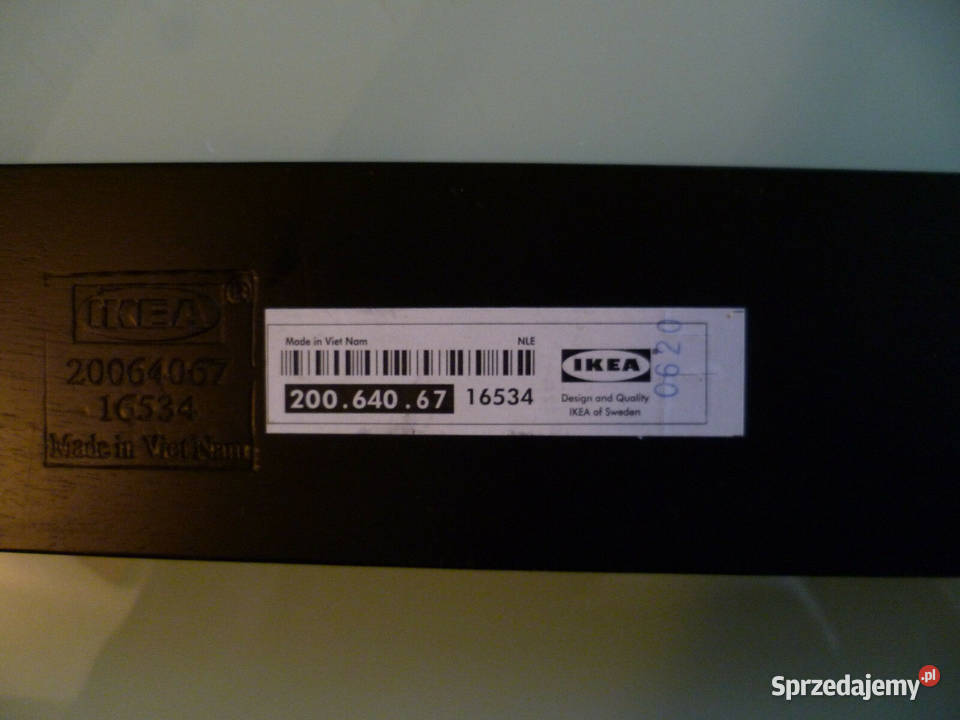 IKEA®
20064067
16534
Made in Viet Nam
Made in Viet Nam NLE
200.640.67 16534
IKEA®
Design and Quality
IKEA of Sweden
0620
Sprzedajemy.pl